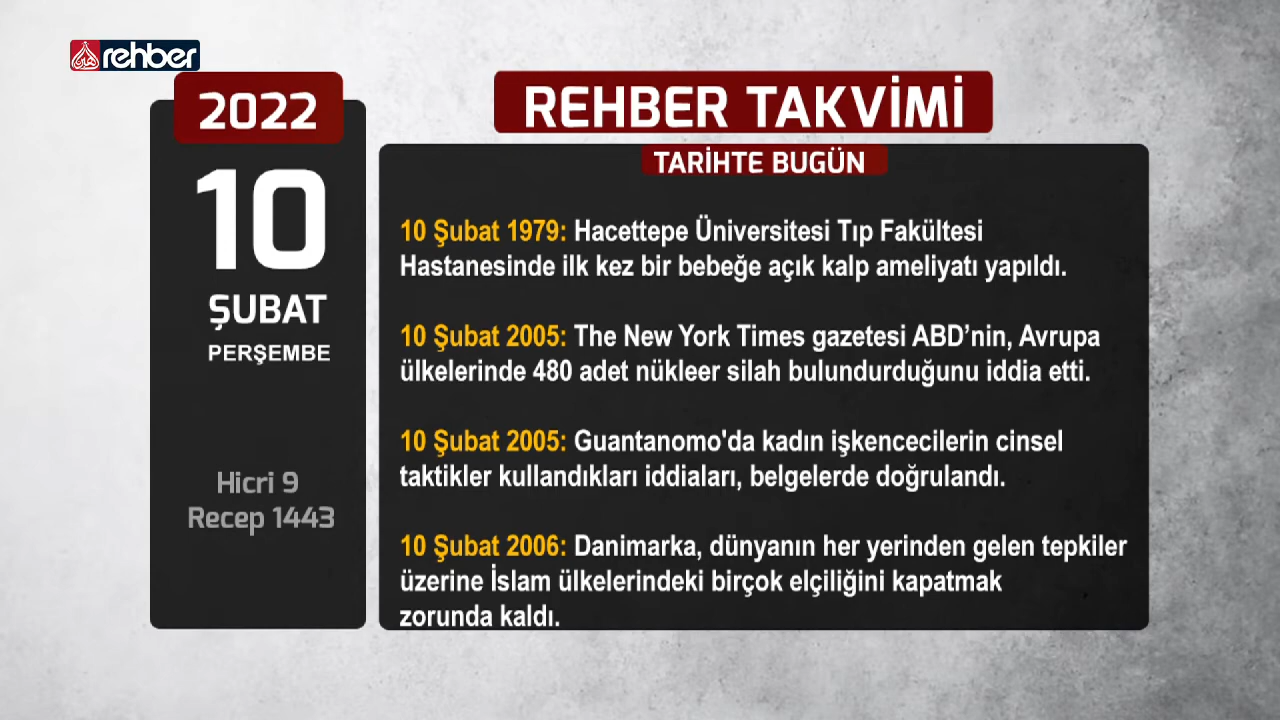 rehber
2022
10
ŞUBAT
PERŞEMBE
Hicri 9
Recep 1443
REHBER TAKVİMİ
TARİHTE BUGÜN
10 Şubat 1979: Hacettepe Üniversitesi Tıp Fakültesi
Hastanesinde ilk kez bir bebeğe açık kalp ameliyatı yapıldı.
10 Şubat 2005: The New York Times gazetesi ABD’nin, Avrupa
ülkelerinde 480 adet nükleer silah bulundurduğunu iddia etti.
10 Şubat 2005: Guantanomo'da kadın işkencecilerin cinsel
taktikler kullandıkları iddiaları, belgelerde doğrulandı.
10 Şubat 2006: Danimarka, dünyanın her yerinden gelen tepkiler
üzerine İslam ülkelerindeki birçok elçiliğini kapatmak
zorunda kaldı.